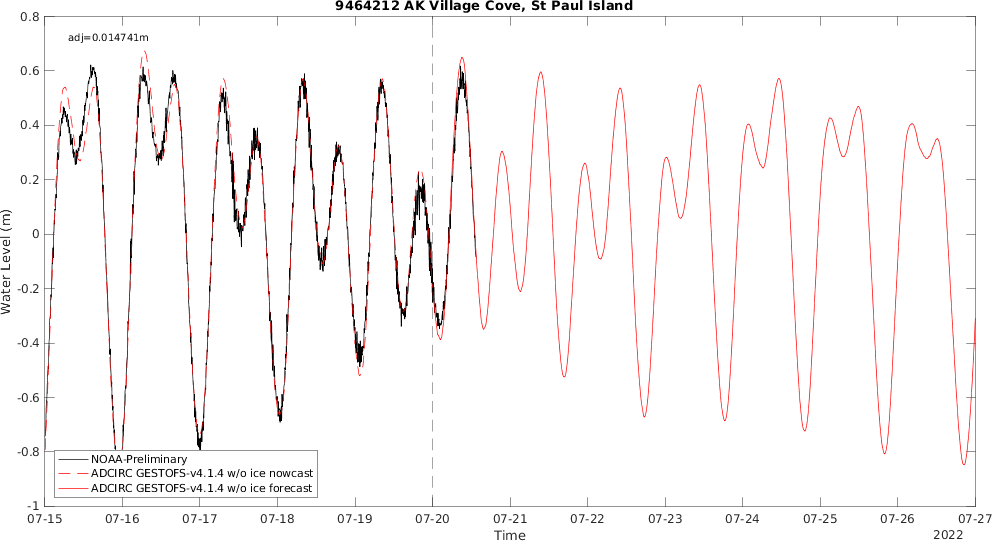 9464212 AK Village Cove, St Paul Island
adj=0.014741m
0.8
0.6
0.4
0.2
0
-0.2
-0.4
-0.6
-0.8
-1
Water Level (m)
NOAA-Preliminary
ADCIRC GESTOFS-v4.1.4 w/o ice nowcast
ADCIRC GESTOFS-v4.1.4 w/o ice forecast
07-15 07-16 07-17 07-18 07-19 07-20 07-21 07-22 07-23 07-24 07-25 07-26 07-27
Time
2022